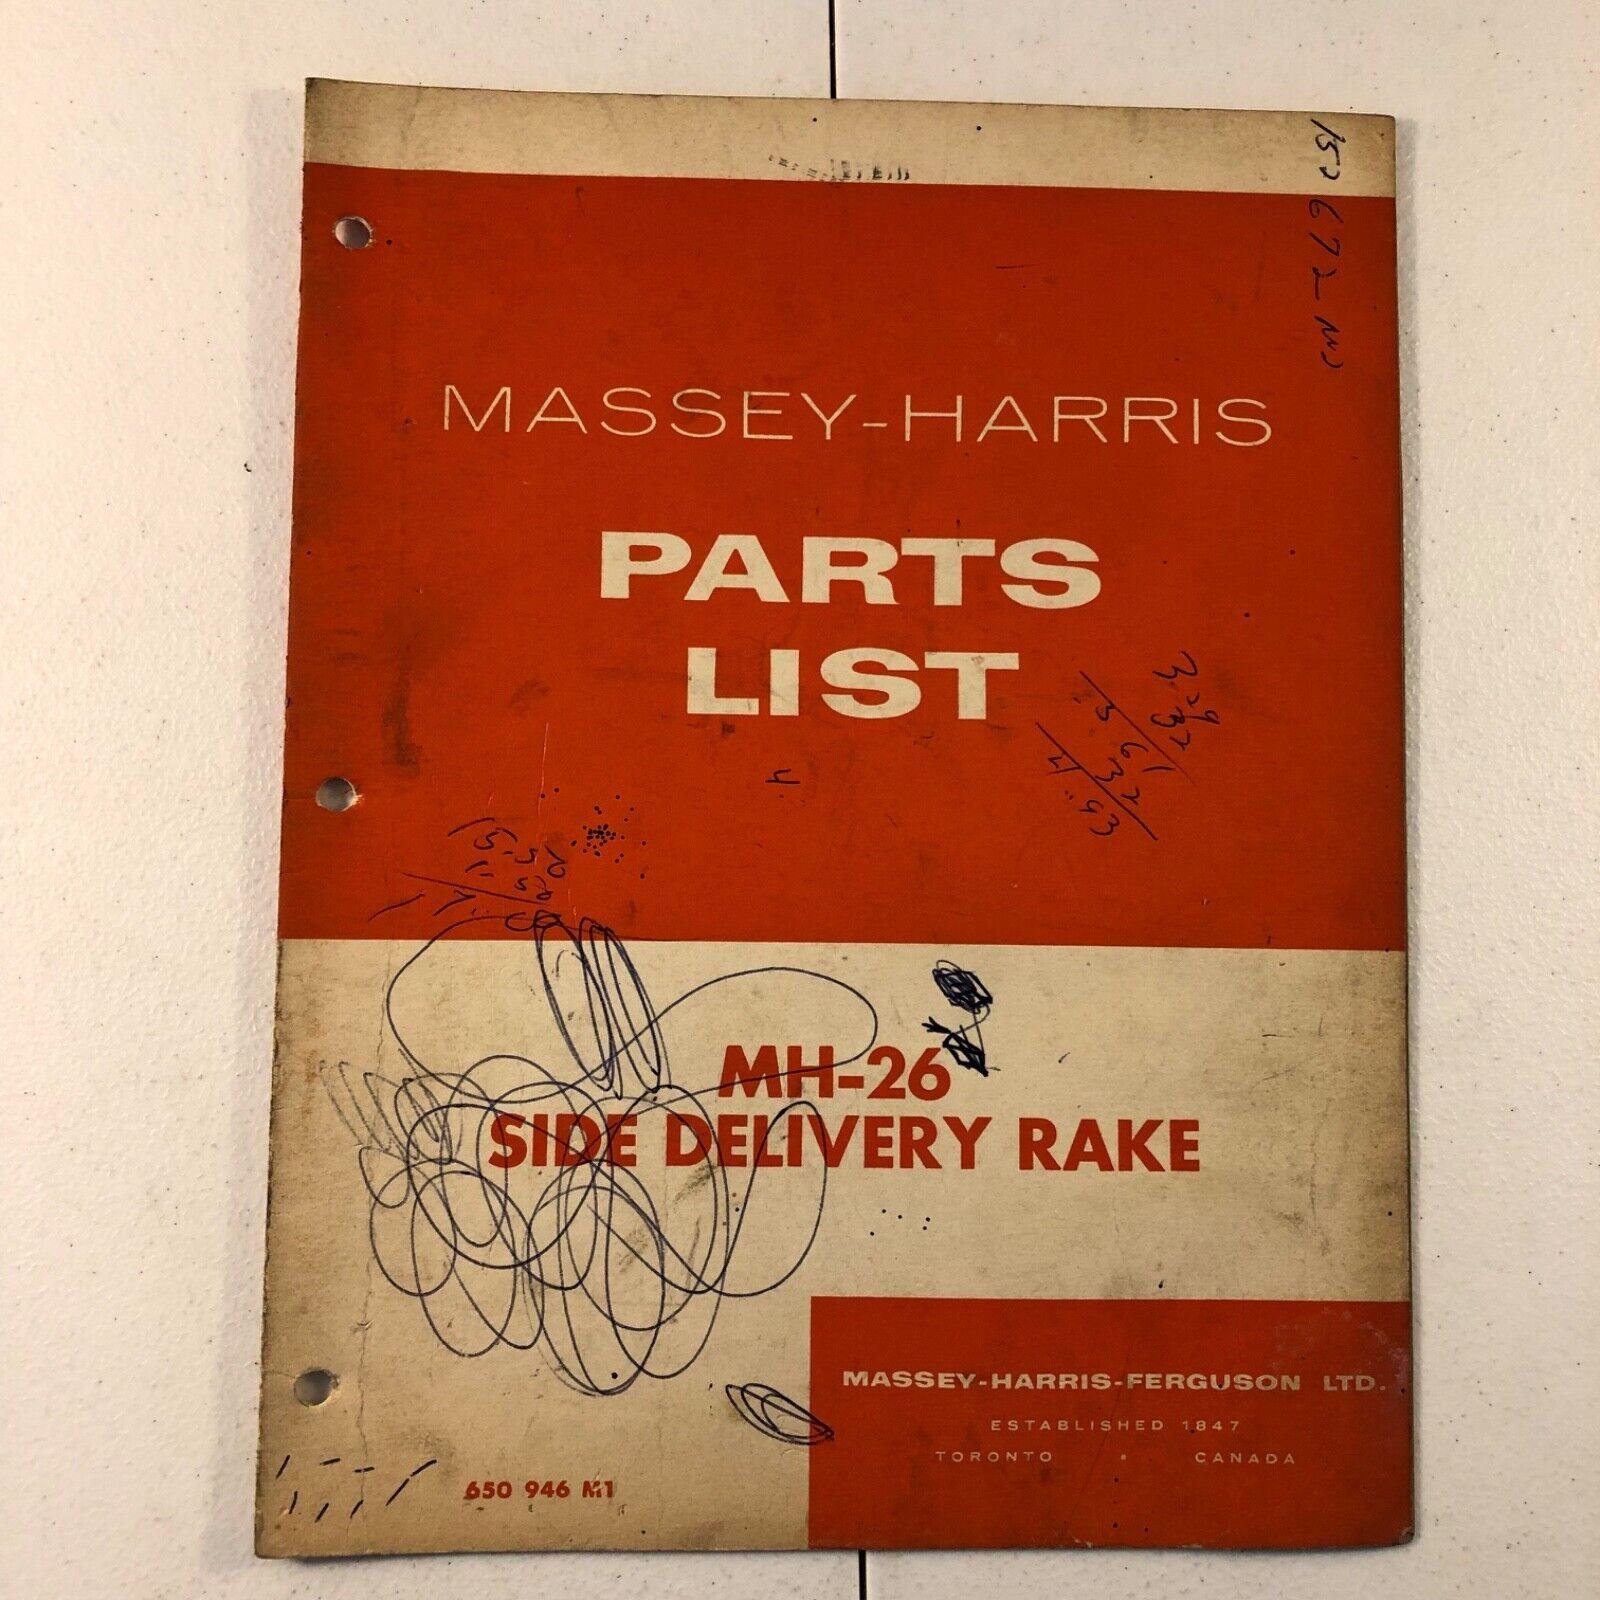 MASSEY-HARRIS
PARTS
LIST
MH-26
SIDE DELIVERY RAKE
MASSEY-HARRIS-FERGUSON LTD.
ESTABLISHED 1847
TORONTO • CANADA
650 946 M1